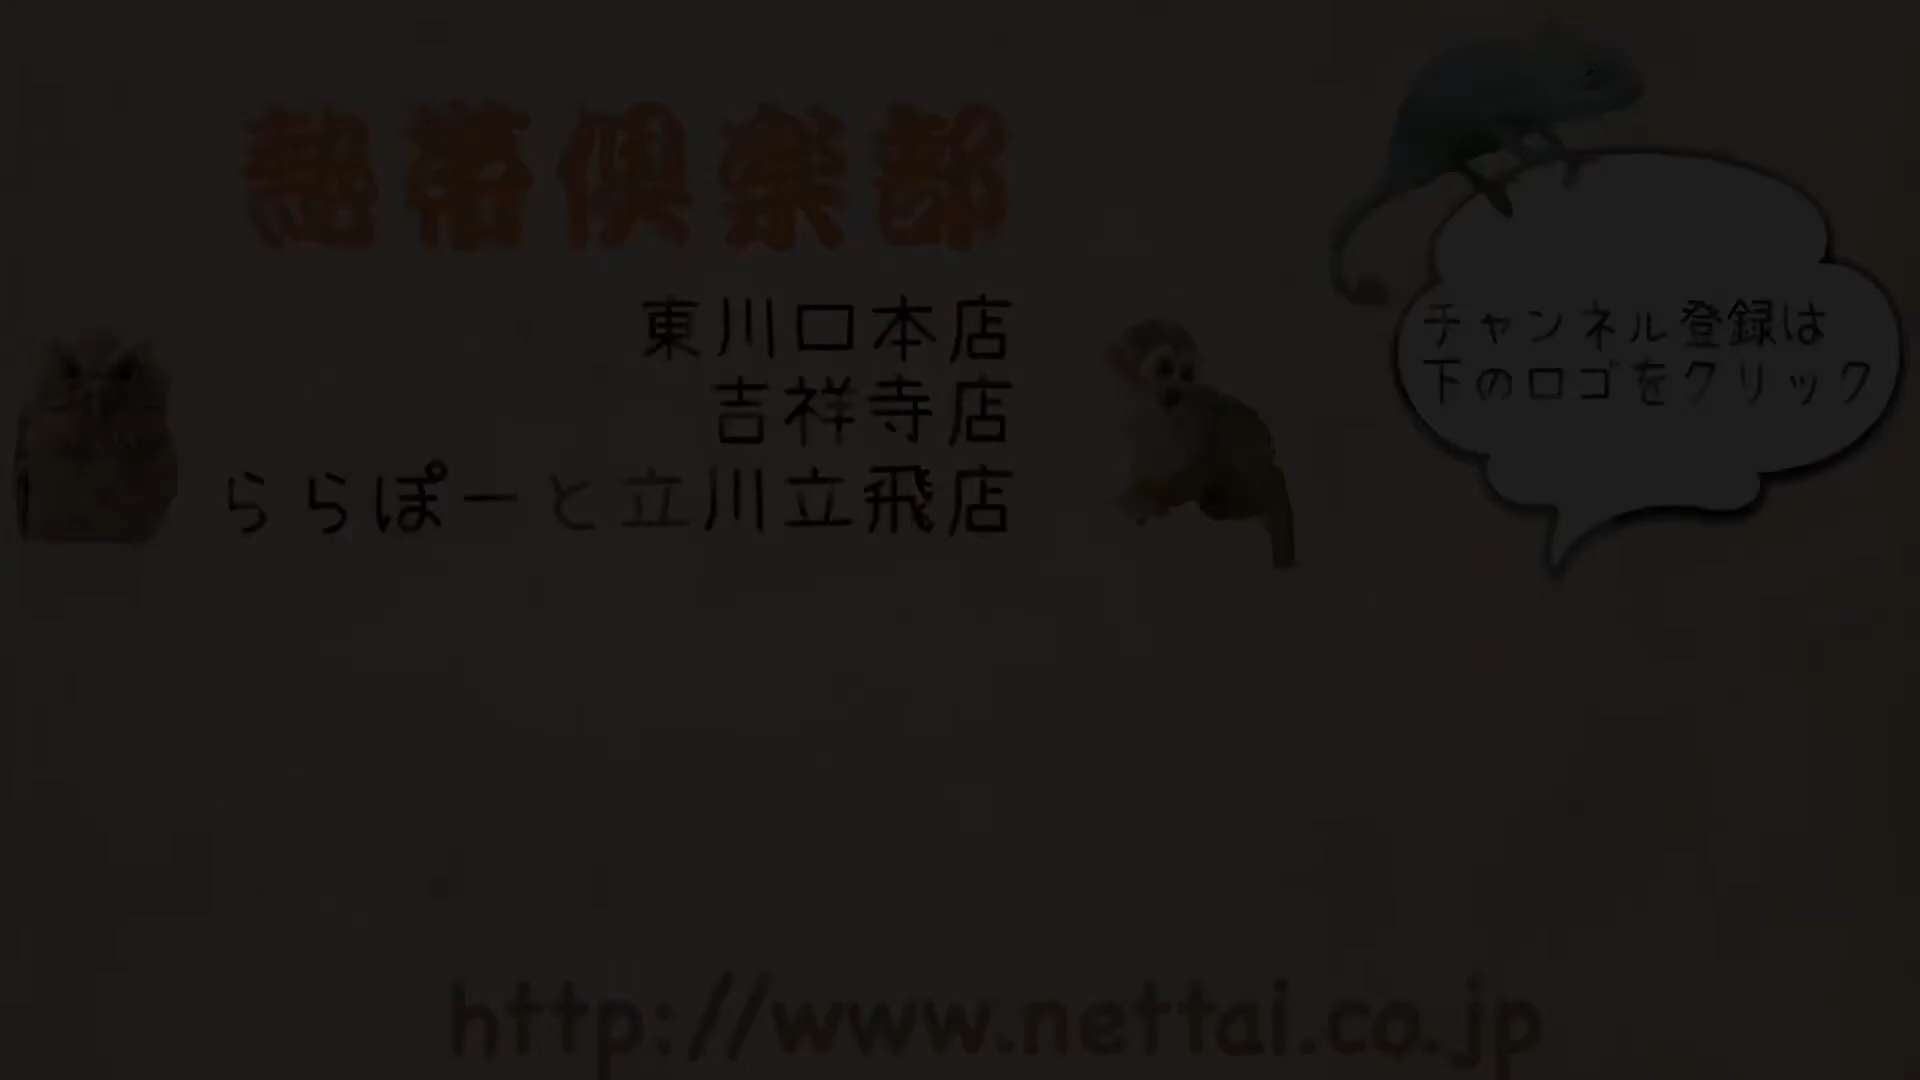 熱帯倶楽部
東川口本店
吉祥寺店
ららぽーと立川立飛店
チャンネル登録は
下のロゴをクリック
http://www.nettai.co.jp